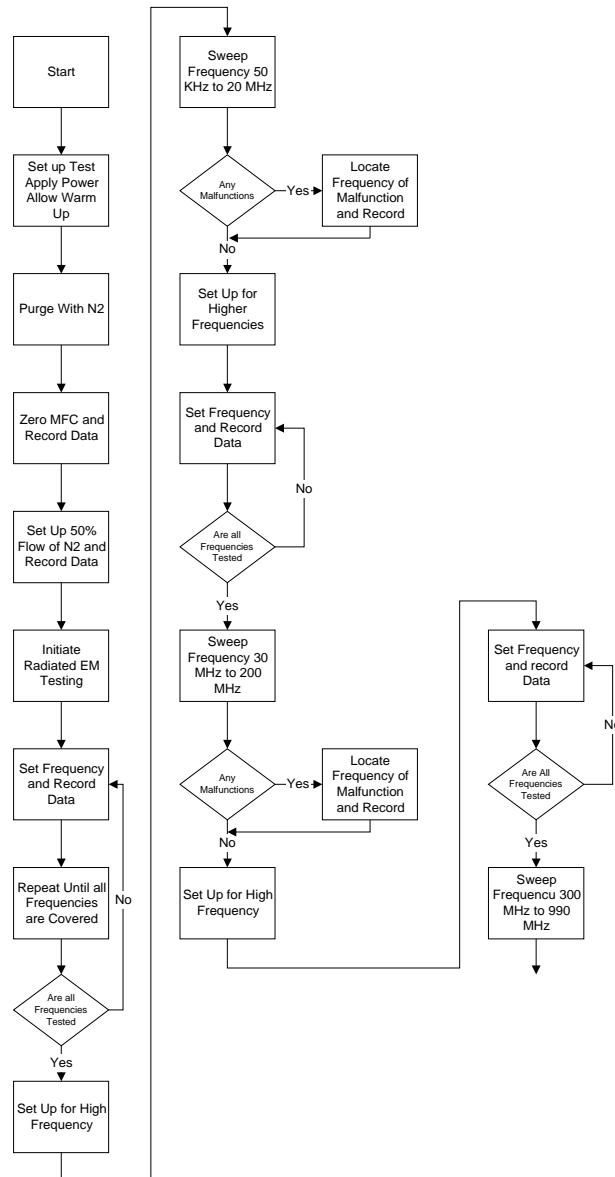 Start
Set up Test
Apply Power
Allow Warm
Up
Purge With N2
Zero MFC and
Record Data
Set Up 50%
Flow of N2 and
Record Data
Initiate
Radiated EM
Testing
Set Frequency
and Record
Data
Repeat Until all
Frequencies
are Covered
No
Are all
Frequencies
Tested
Yes
Set Up for High
Frequency
Sweep
Frequency 50
KHz to 20 MHz
Any
Malfunctions
Yes
Locate
Frequency of
Malfunction
and Record
No
Set Up for
Higher
Frequencies
Set Frequency
and Record
Data
No
Are all
Frequencies
Tested
Yes
Sweep
Frequency 30
MHz to 200
MHz
Any
Malfunctions
Yes
Locate
Frequency of
Malfunction
and Record
No
Set Up for High
Frequency
Set Frequency
and record
Data
No
Are All
Frequencies
Tested
Yes
Sweep
Frequencu 300
MHz to 990
MHz